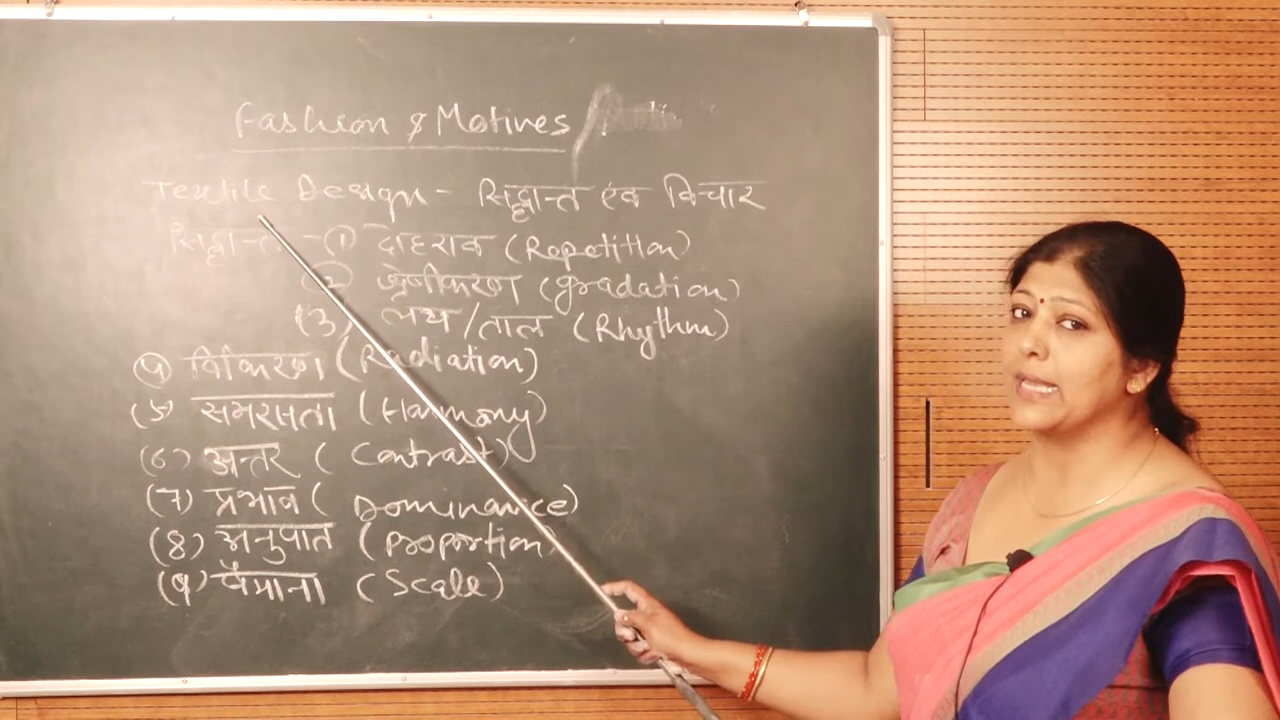 Fashion & Motives /
Textile Design - सिद्धान्त एवं विचार
सिद्धान्त - ① दोहराव (Repetition)
② श्रेणीकरण (gradation)
(3) लय/ताल (Rhythm)
④ विकिरण (Radiation)
(5) समरसता (Harmony)
(6) अन्तर (Contrast)
(7) प्रभाव (Dominance)
(8) अनुपात (Proportion)
(9) पैमाना (Scale)